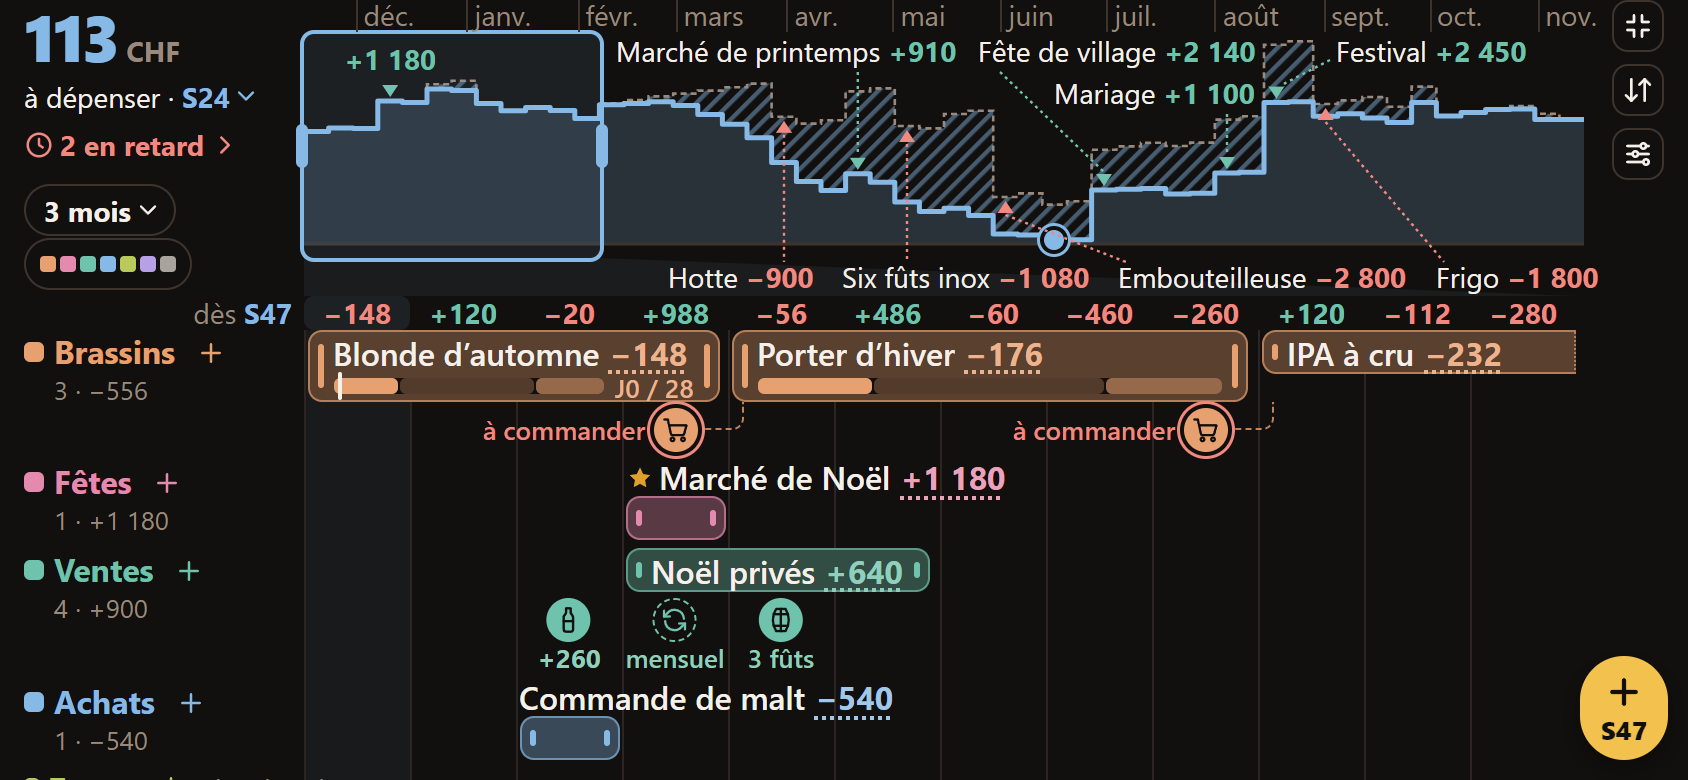 113 CHF
à dépenser · S24
2 en retard
3 mois
déc. janv. févr. mars avr. mai juin juil. août sept. oct. nov.
+1 180
Marché de printemps +910
Fête de village +2 140
Festival +2 450
Mariage +1 100
Hotte −900
Six fûts inox −1 080
Embouteilleuse −2 800
Frigo −1 800
dès S47 −148 +120 −20 +988 −56 +486 −60 −460 −260 +120 −112 −280
Brassins +
3 · −556
Blonde d’automne −148
J0 / 28
Porter d’hiver −176
IPA à cru −232
à commander
à commander
Fêtes +
1 · +1 180
Marché de Noël +1 180
Ventes +
4 · +900
Noël privés +640
+260 mensuel 3 fûts
Achats +
1 · −540
Commande de malt −540
+
S47